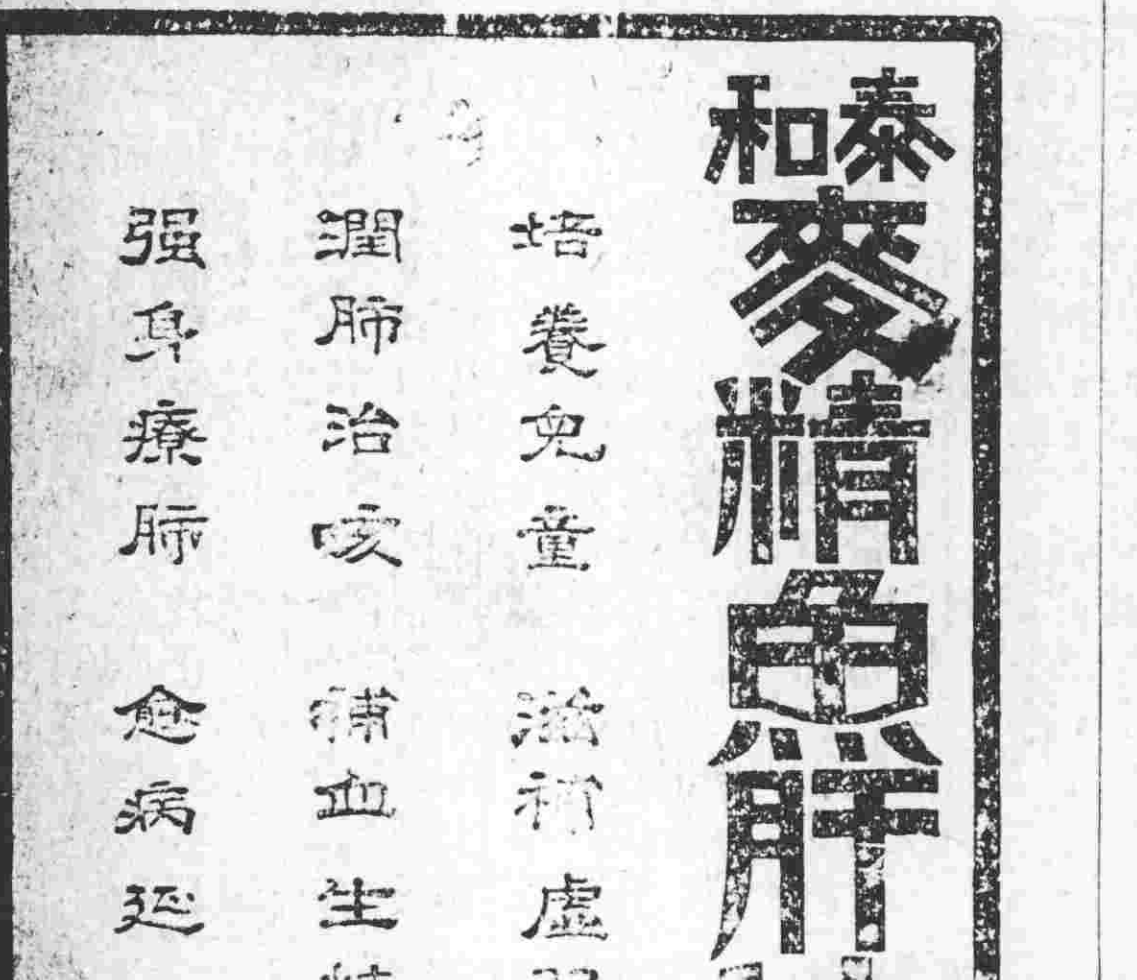 泰和
麥精魚肝
培養兒童 滋補虛
潤肺治咳 補血生
强身療肺 愈病延